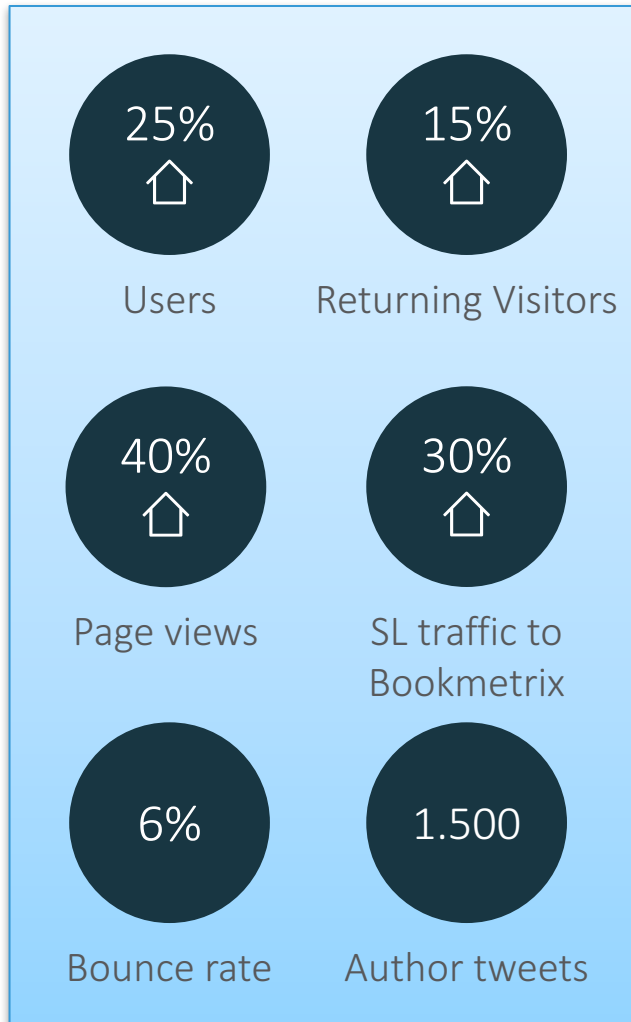 25%
15%
Users
Returning Visitors
40%
30%
Page views
SL traffic to
Bookmetrix
6%
1.500
Bounce rate
Author tweets